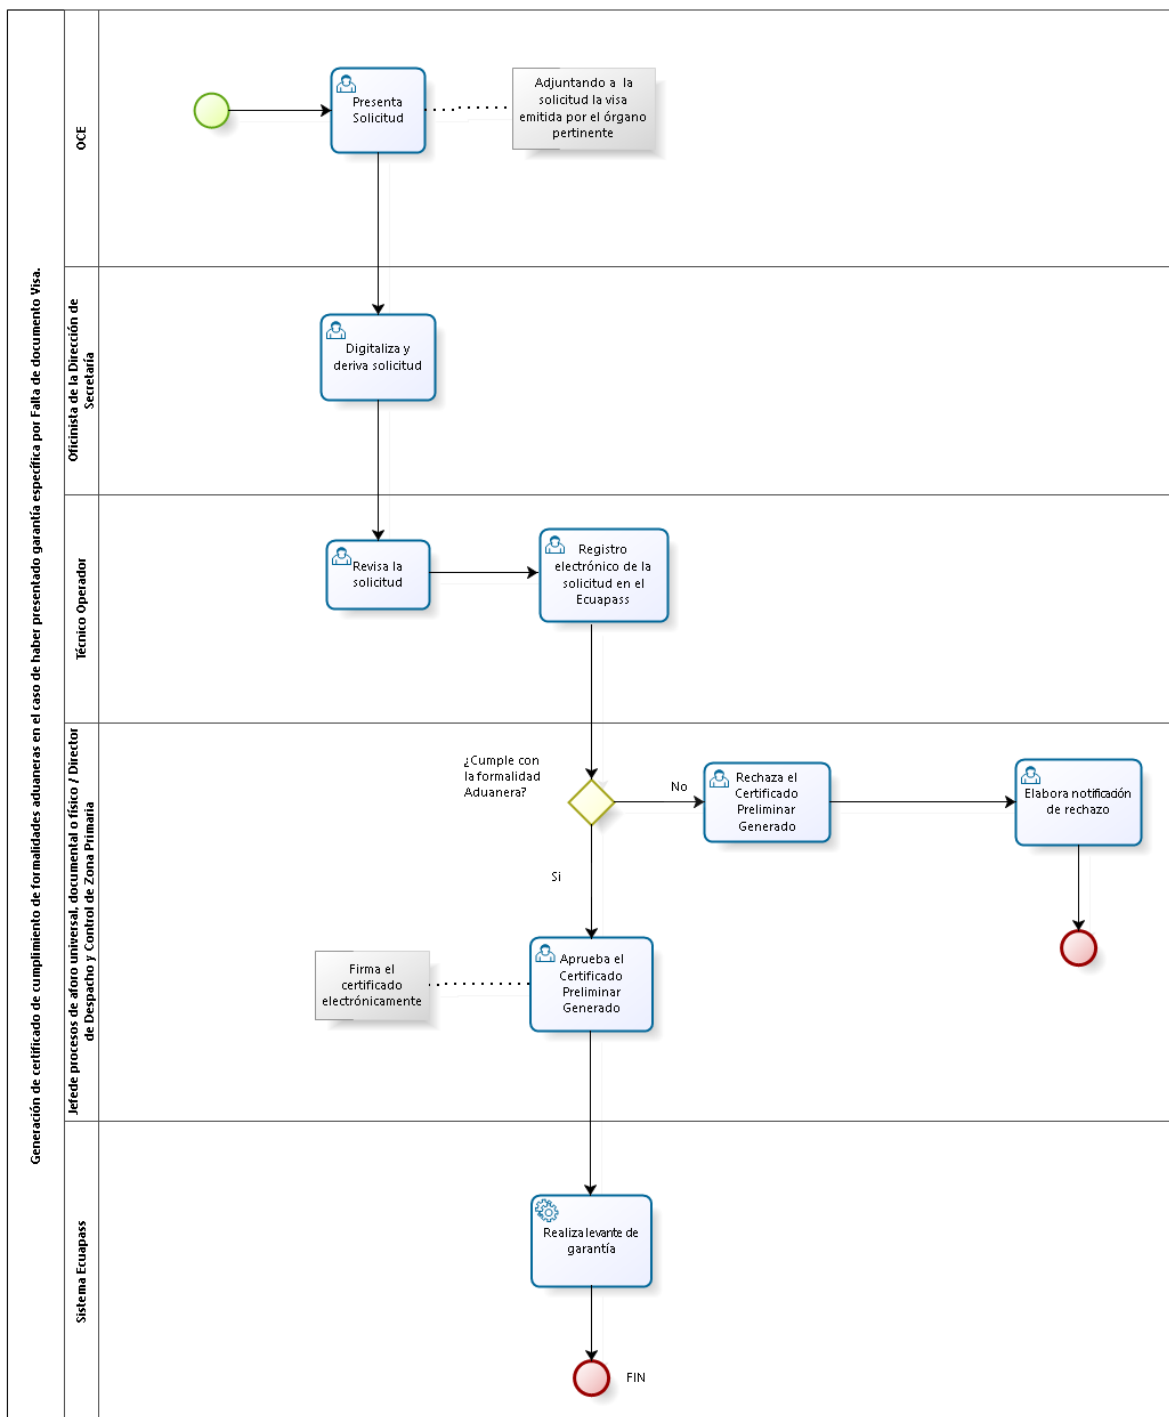 Generación de certificado de cumplimiento de formalidades aduaneras en el caso de haber presentado garantía específica por Falta de documento Visa.
OCE
Presenta
Solicitud
Adjuntando a la
solicitud la visa
emitida por el órgano
pertinente
Oficinista de la Dirección de
Secretaría
Digitaliza y
deriva solicitud
Técnico Operador
Revisa la
solicitud
Registro
electrónico de la
solicitud en el
Ecuapass
Jefede procesos de aforo universal, documental o físico / Director
de Despacho y Control de Zona Primaria
¿Cumple con
la formalidad
Aduanera?
No
Rechaza el
Certificado
Preliminar
Generado
Elabora notificación
de rechazo
Si
Firma el
certificado
electrónicamente
Aprueba el
Certificado
Preliminar
Generado
Sistema Ecuapass
Realiza levante de
garantía
FIN